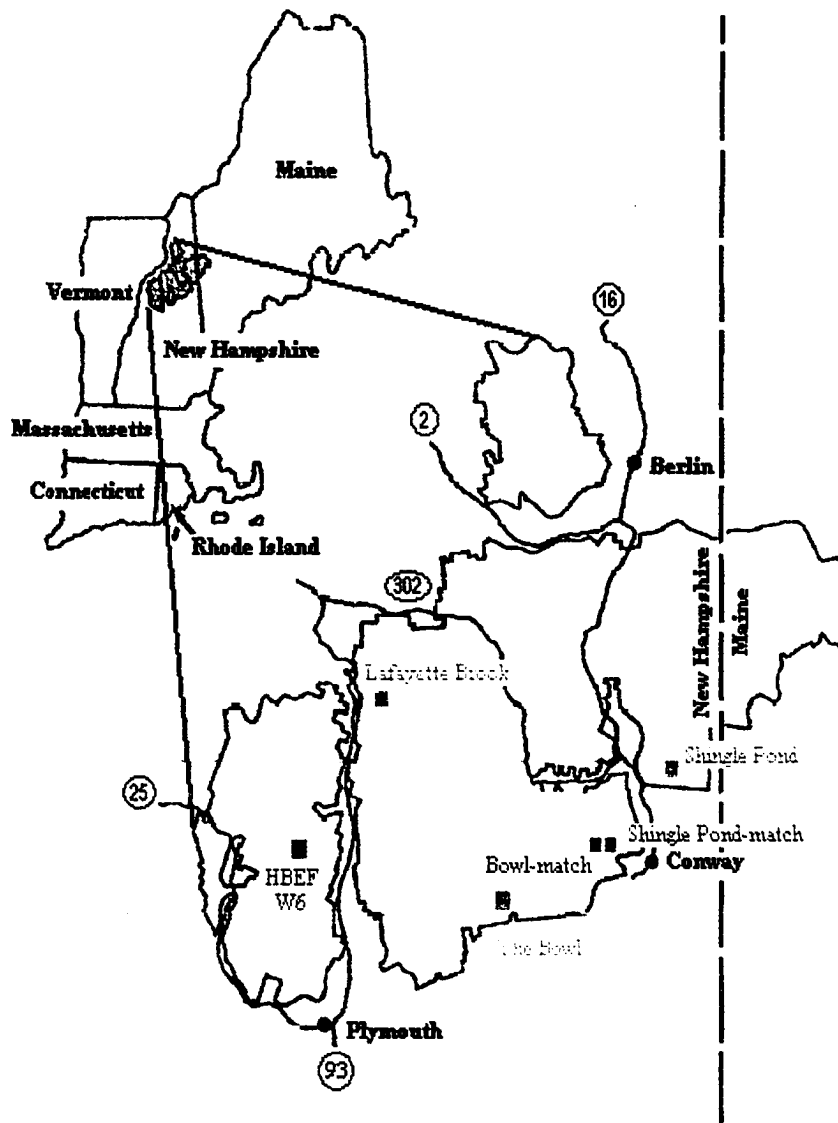 Maine
Vermont
16
New Hampshire
2
Massachusetts
Berlin
Connecticut
Rhode Island
302
New Hampshire
Maine
Lafayette Brook
Shingle Pond
25
Shingle Pond-match
Bowl-match
Conway
HBEF
W6
The Bowl
Plymouth
93